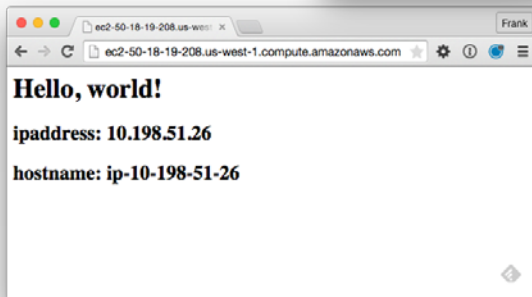 ec2-50-18-19-208.us-west
Frank
ec2-50-18-19-208.us-west-1.compute.amazonaws.com
Hello, world!
ipaddress: 10.198.51.26
hostname: ip-10-198-51-26